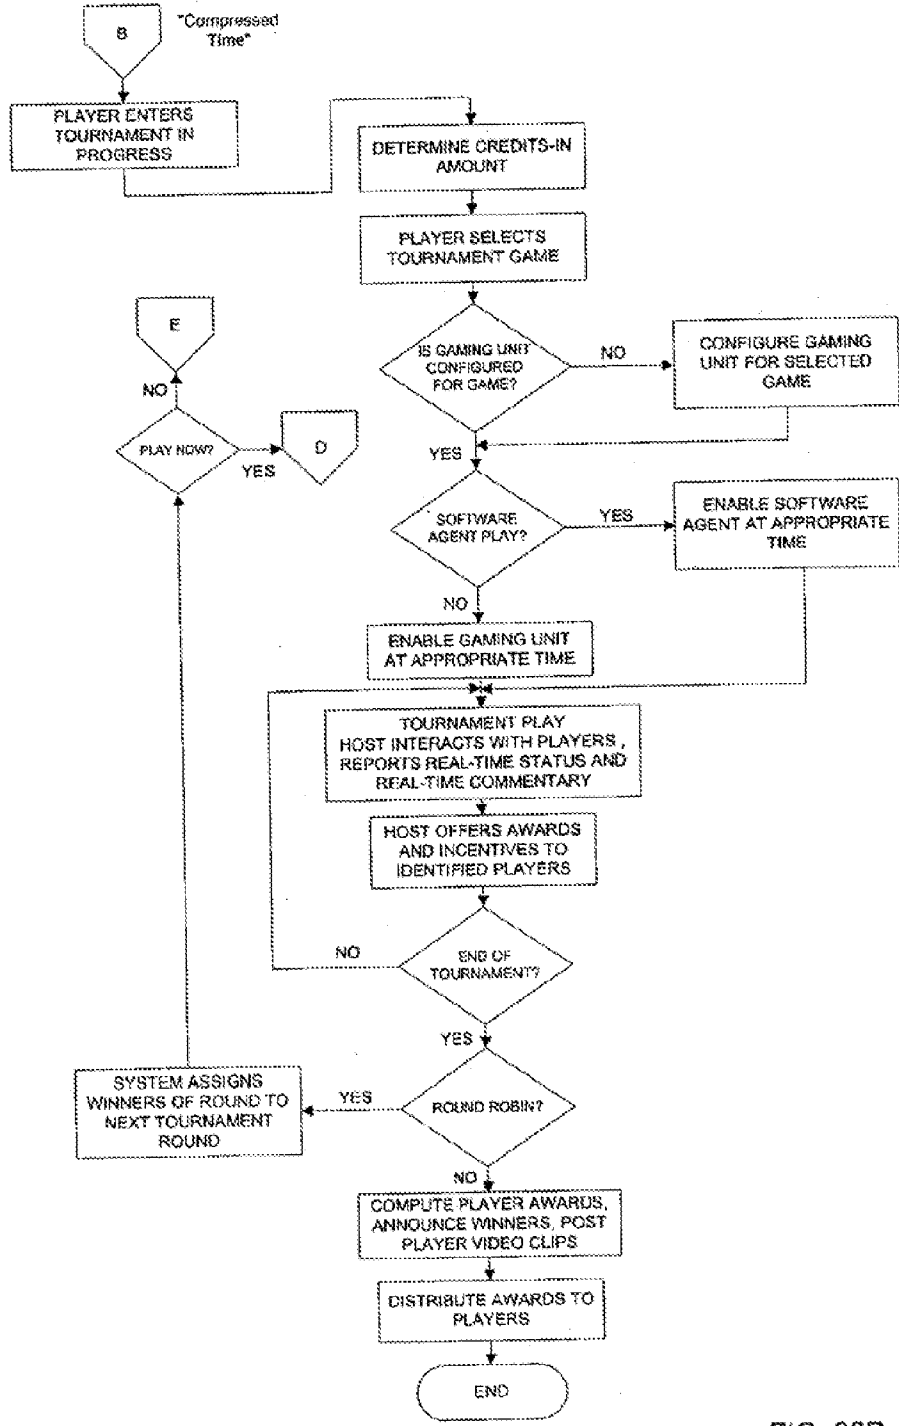 B
"Compressed
Time"
PLAYER ENTERS
TOURNAMENT IN
PROGRESS
DETERMINE CREDITS-IN
AMOUNT
PLAYER SELECTS
TOURNAMENT GAME
IS GAMING UNIT
CONFIGURED
FOR GAME?
NO
CONFIGURE GAMING
UNIT FOR SELECTED
GAME
YES
E
NO
PLAY NOW?
YES
D
SOFTWARE
AGENT PLAY?
YES
ENABLE SOFTWARE
AGENT AT APPROPRIATE
TIME
NO
ENABLE GAMING UNIT
AT APPROPRIATE TIME
TOURNAMENT PLAY
HOST INTERACTS WITH PLAYERS ,
REPORTS REAL-TIME STATUS AND
REAL-TIME COMMENTARY
HOST OFFERS AWARDS
AND INCENTIVES TO
IDENTIFIED PLAYERS
END OF
TOURNAMENT?
NO
YES
ROUND ROBIN?
YES
SYSTEM ASSIGNS
WINNERS OF ROUND TO
NEXT TOURNAMENT
ROUND
NO
COMPUTE PLAYER AWARDS,
ANNOUNCE WINNERS, POST
PLAYER VIDEO CLIPS
DISTRIBUTE AWARDS TO
PLAYERS
END